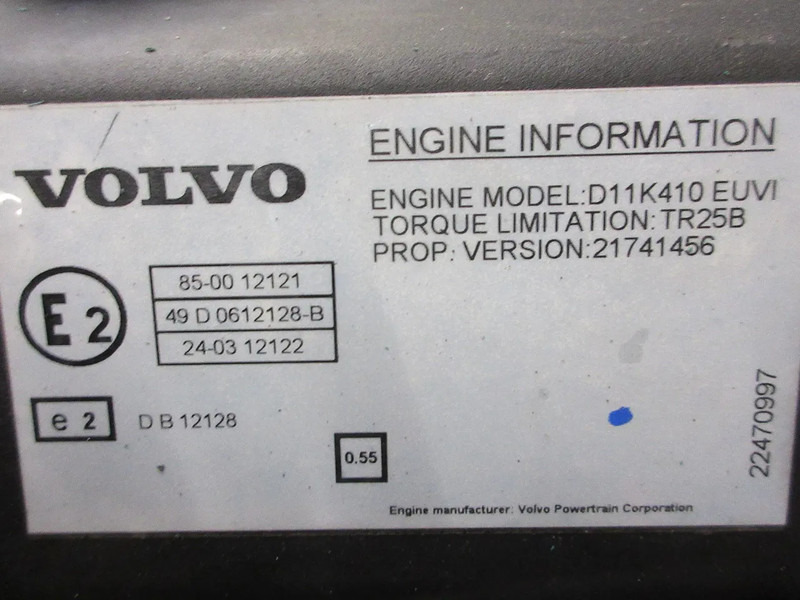 VOLVO
ENGINE INFORMATION
ENGINE MODEL:D11K410 EUVI
TORQUE LIMITATION:TR25B
PROP: VERSION:21741456
E2
85-00 12121
49 D 0612128-B
24-03 12122
e 2
D B 12128
0.55
22470997
Engine manufacturer: Volvo Powertrain Corporation